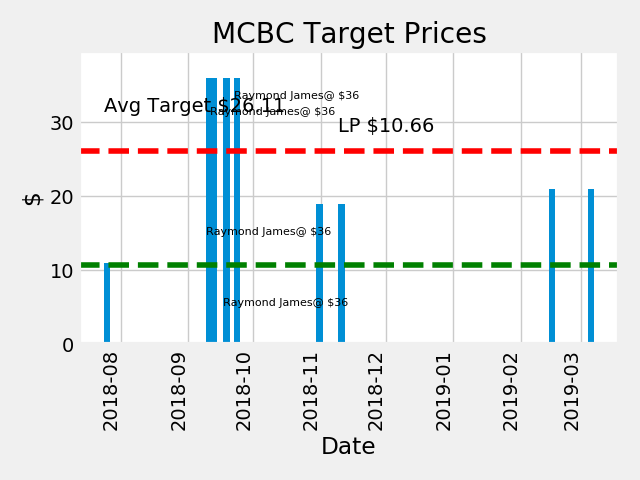 MCBC Target Prices
Raymond James@ $36
Avg Target $26.11
Raymond James@ $36
LP $10.66
Raymond James@ $36
Raymond James@ $36
$
30
20
10
0
2018-08
2018-09
2018-10
2018-11
2018-12
2019-01
2019-02
2019-03
Date